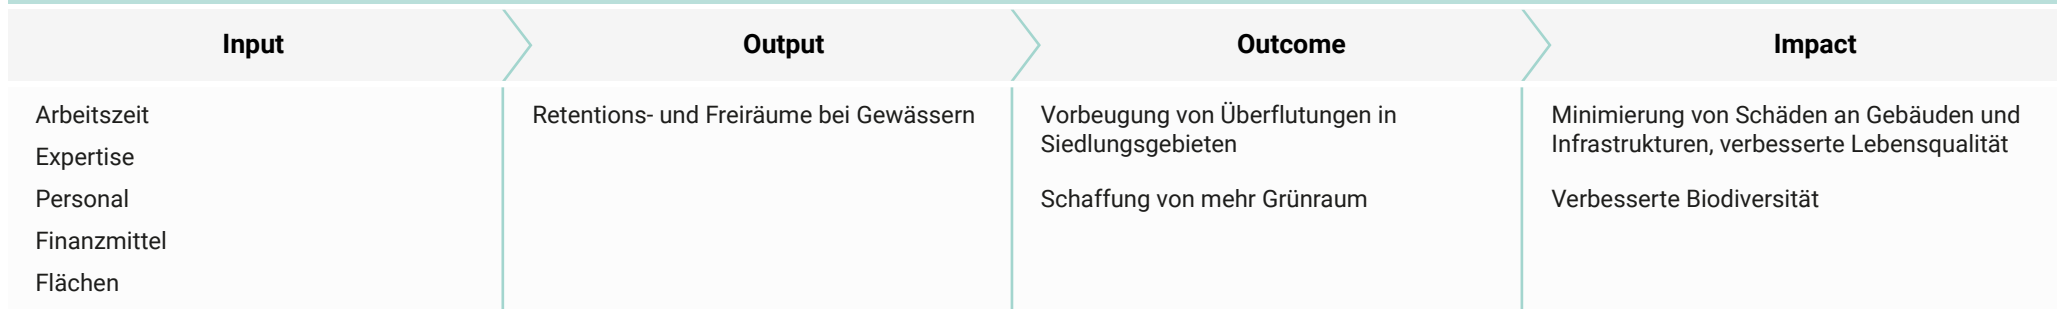 Input
Output
Outcome
Impact
Arbeitszeit
Expertise
Personal
Finanzmittel
Flächen
Retentions- und Freiräume bei Gewässern
Vorbeugung von Überflutungen in
Siedlungsgebieten
Schaffung von mehr Grünraum
Minimierung von Schäden an Gebäuden und
Infrastrukturen, verbesserte Lebensqualität
Verbesserte Biodiversität